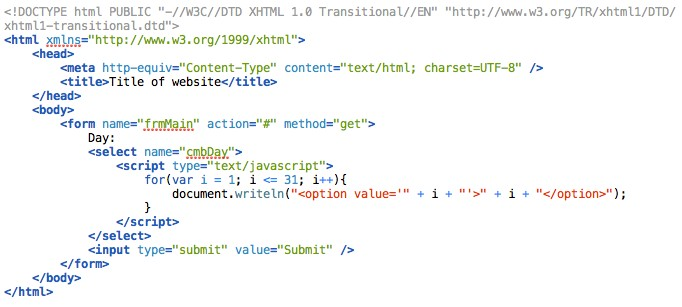 <!DOCTYPE html PUBLIC "-//W3C//DTD XHTML 1.0 Transitional//EN" "http://www.w3.org/TR/xhtml1/DTD/
xhtml1-transitional.dtd">
<html xmlns="http://www.w3.org/1999/xhtml">
    <head>
        <meta http-equiv="Content-Type" content="text/html; charset=UTF-8" />
        <title>Title of website</title>
    </head>
    <body>
        <form name="frmMain" action="#" method="get">
            Day:
            <select name="cmbDay">
                <script type="text/javascript">
                    for(var i = 1; i <= 31; i++){
                        document.writeln("<option value='" + i + "'>" + i + "</option>");
                    }
                </script>
            </select>
            <input type="submit" value="Submit" />
        </form>
    </body>
</html>